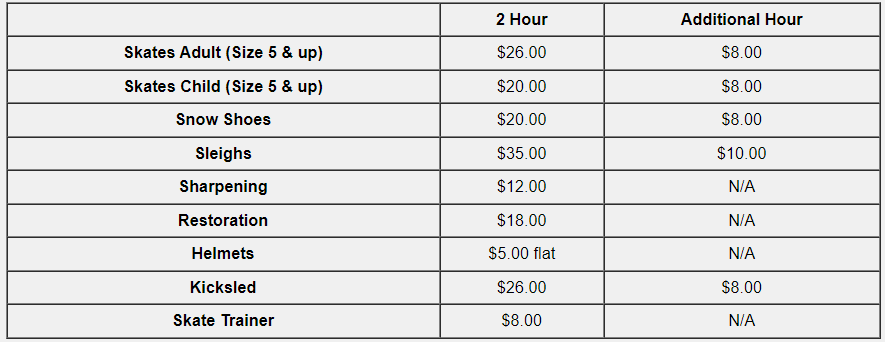 2 Hour Additional Hour
Skates Adult (Size 5 & up) $26.00 $8.00
Skates Child (Size 5 & up) $20.00 $8.00
Snow Shoes $20.00 $8.00
Sleighs $35.00 $10.00
Sharpening $12.00 N/A
Restoration $18.00 N/A
Helmets $5.00 flat N/A
Kicksled $26.00 $8.00
Skate Trainer $8.00 N/A